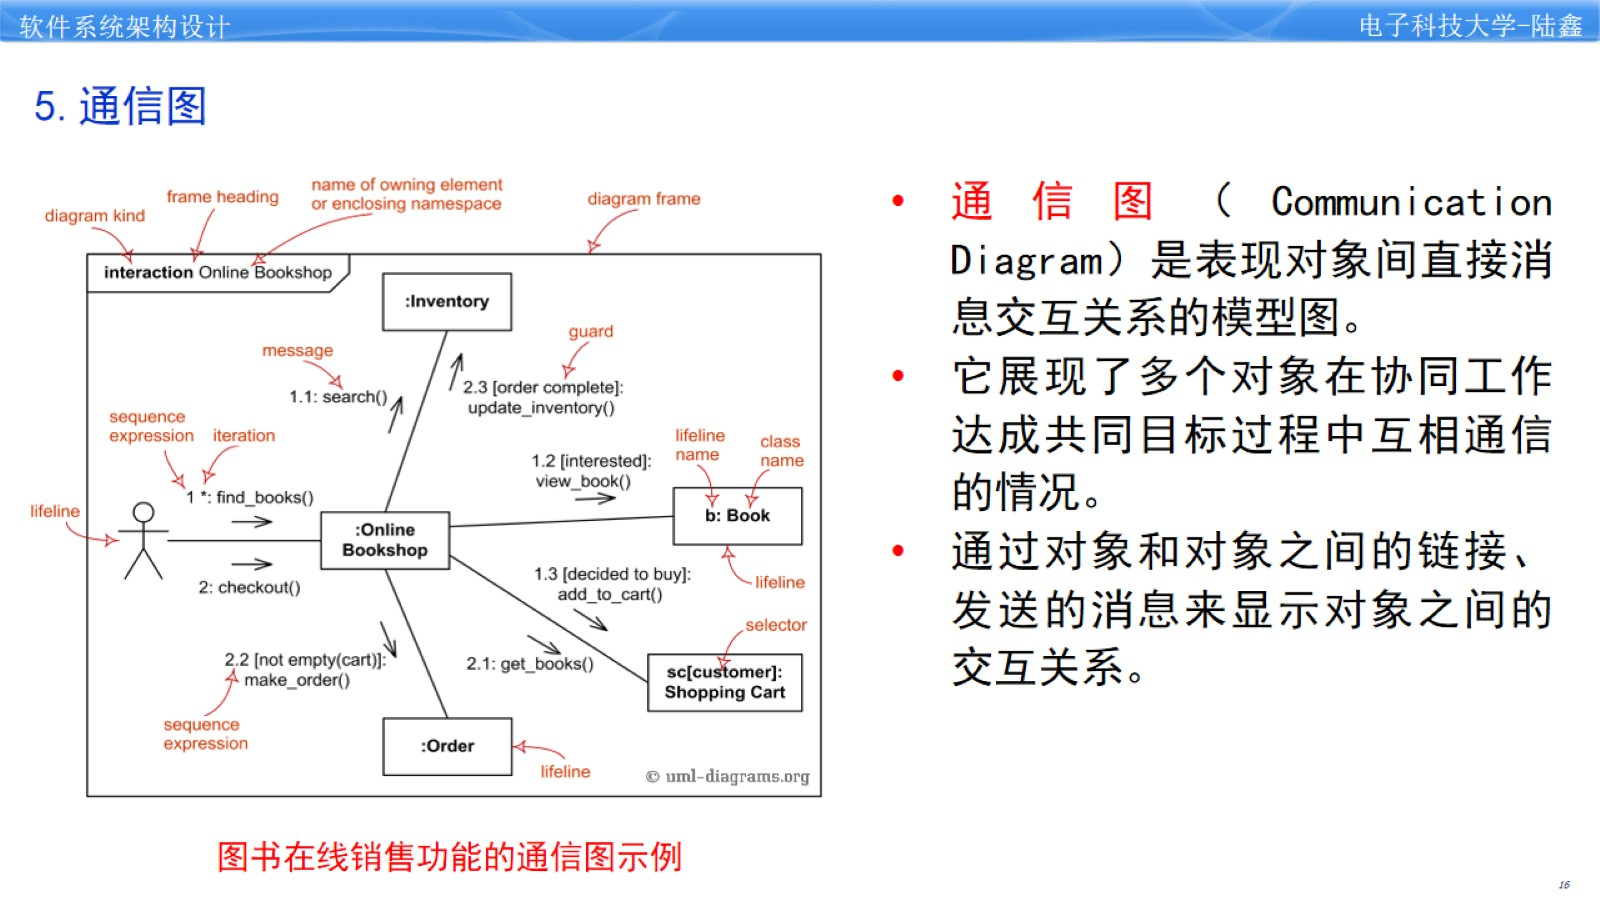 软件系统架构设计
电子科技大学-陆鑫
5. 通信图
diagram kind
frame heading
name of owning element
or enclosing namespace
diagram frame
interaction Online Bookshop
:Inventory
message
1.1: search()
guard
2.3 [order complete]:
update_inventory()
sequence
expression
iteration
1 *: find_books()
lifeline
1.2 [interested]:
view_book()
lifeline
name
class
name
b: Book
lifeline
:Online
Bookshop
2: checkout()
1.3 [decided to buy]:
add_to_cart()
selector
2.2 [not empty(cart)]:
make_order()
2.1: get_books()
sc[customer]:
Shopping Cart
sequence
expression
:Order
lifeline
© uml-diagrams.org
图书在线销售功能的通信图示例
• 通信图（Communication
Diagram）是表现对象间直接消
息交互关系的模型图。
• 它展现了多个对象在协同工作
达成共同目标过程中互相通信
的情况。
• 通过对象和对象之间的链接、
发送的消息来显示对象之间的
交互关系。
16